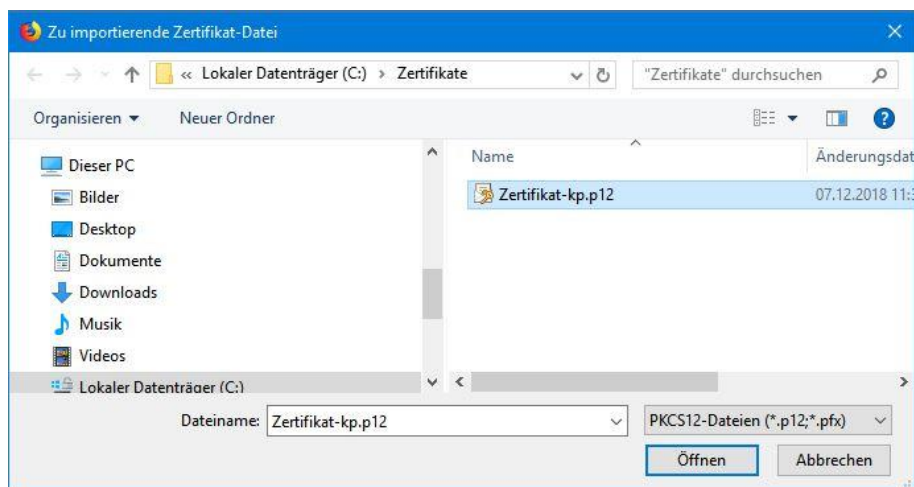 Zu importierende Zertifikat-Datei
« Lokaler Datenträger (C:) › Zertifikate
"Zertifikate" durchsuchen
Organisieren
Neuer Ordner
Dieser PC
Bilder
Desktop
Dokumente
Downloads
Musik
Videos
Lokaler Datenträger (C:)
Name
Änderungsdat
Zertifikat-kp.p12
07.12.2018 11:3
Dateiname: Zertifikat-kp.p12
PKCS12-Dateien (*.p12;*.pfx)
Öffnen
Abbrechen